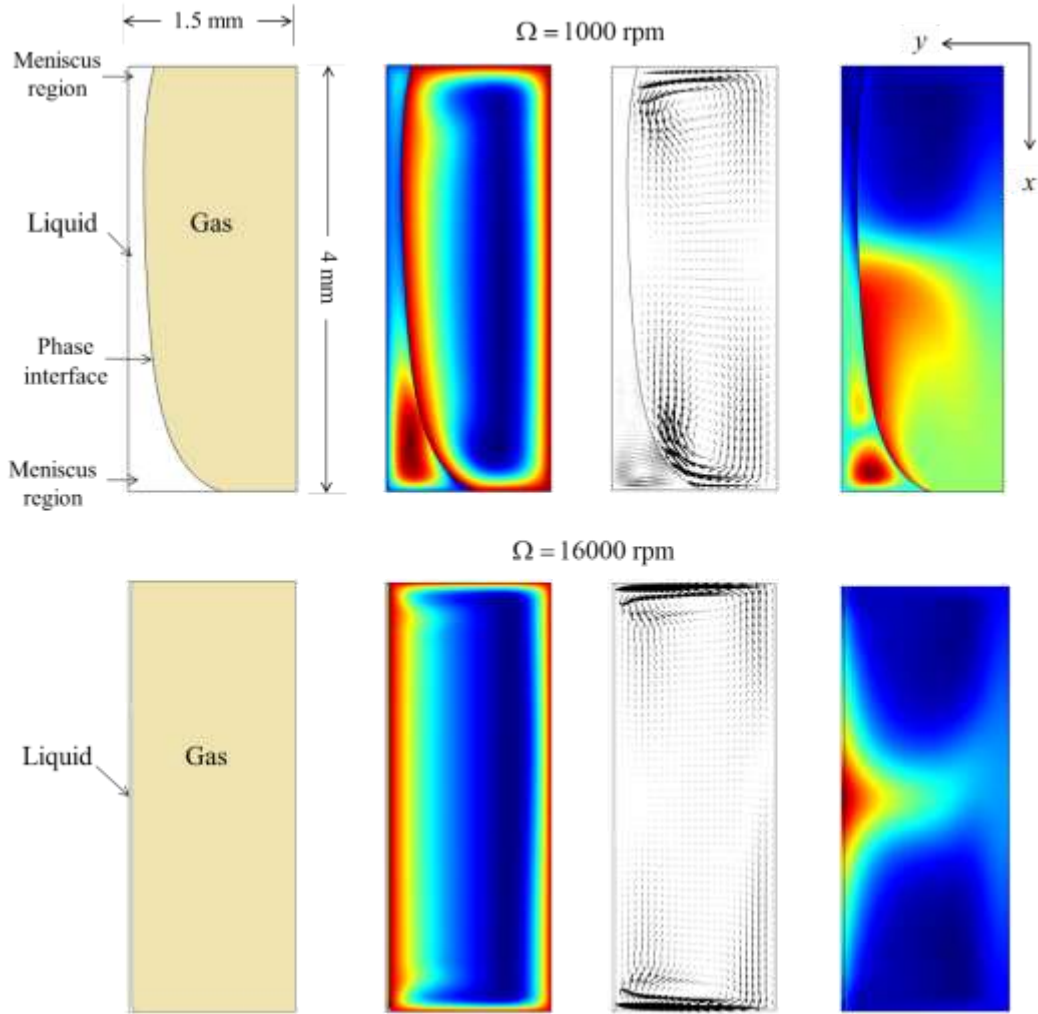 1.5 mm
Ω = 1000 rpm
y
Meniscus
region
x
Liquid
Gas
4 mm
Phase
interface
Meniscus
region
Ω = 16000 rpm
Liquid
Gas